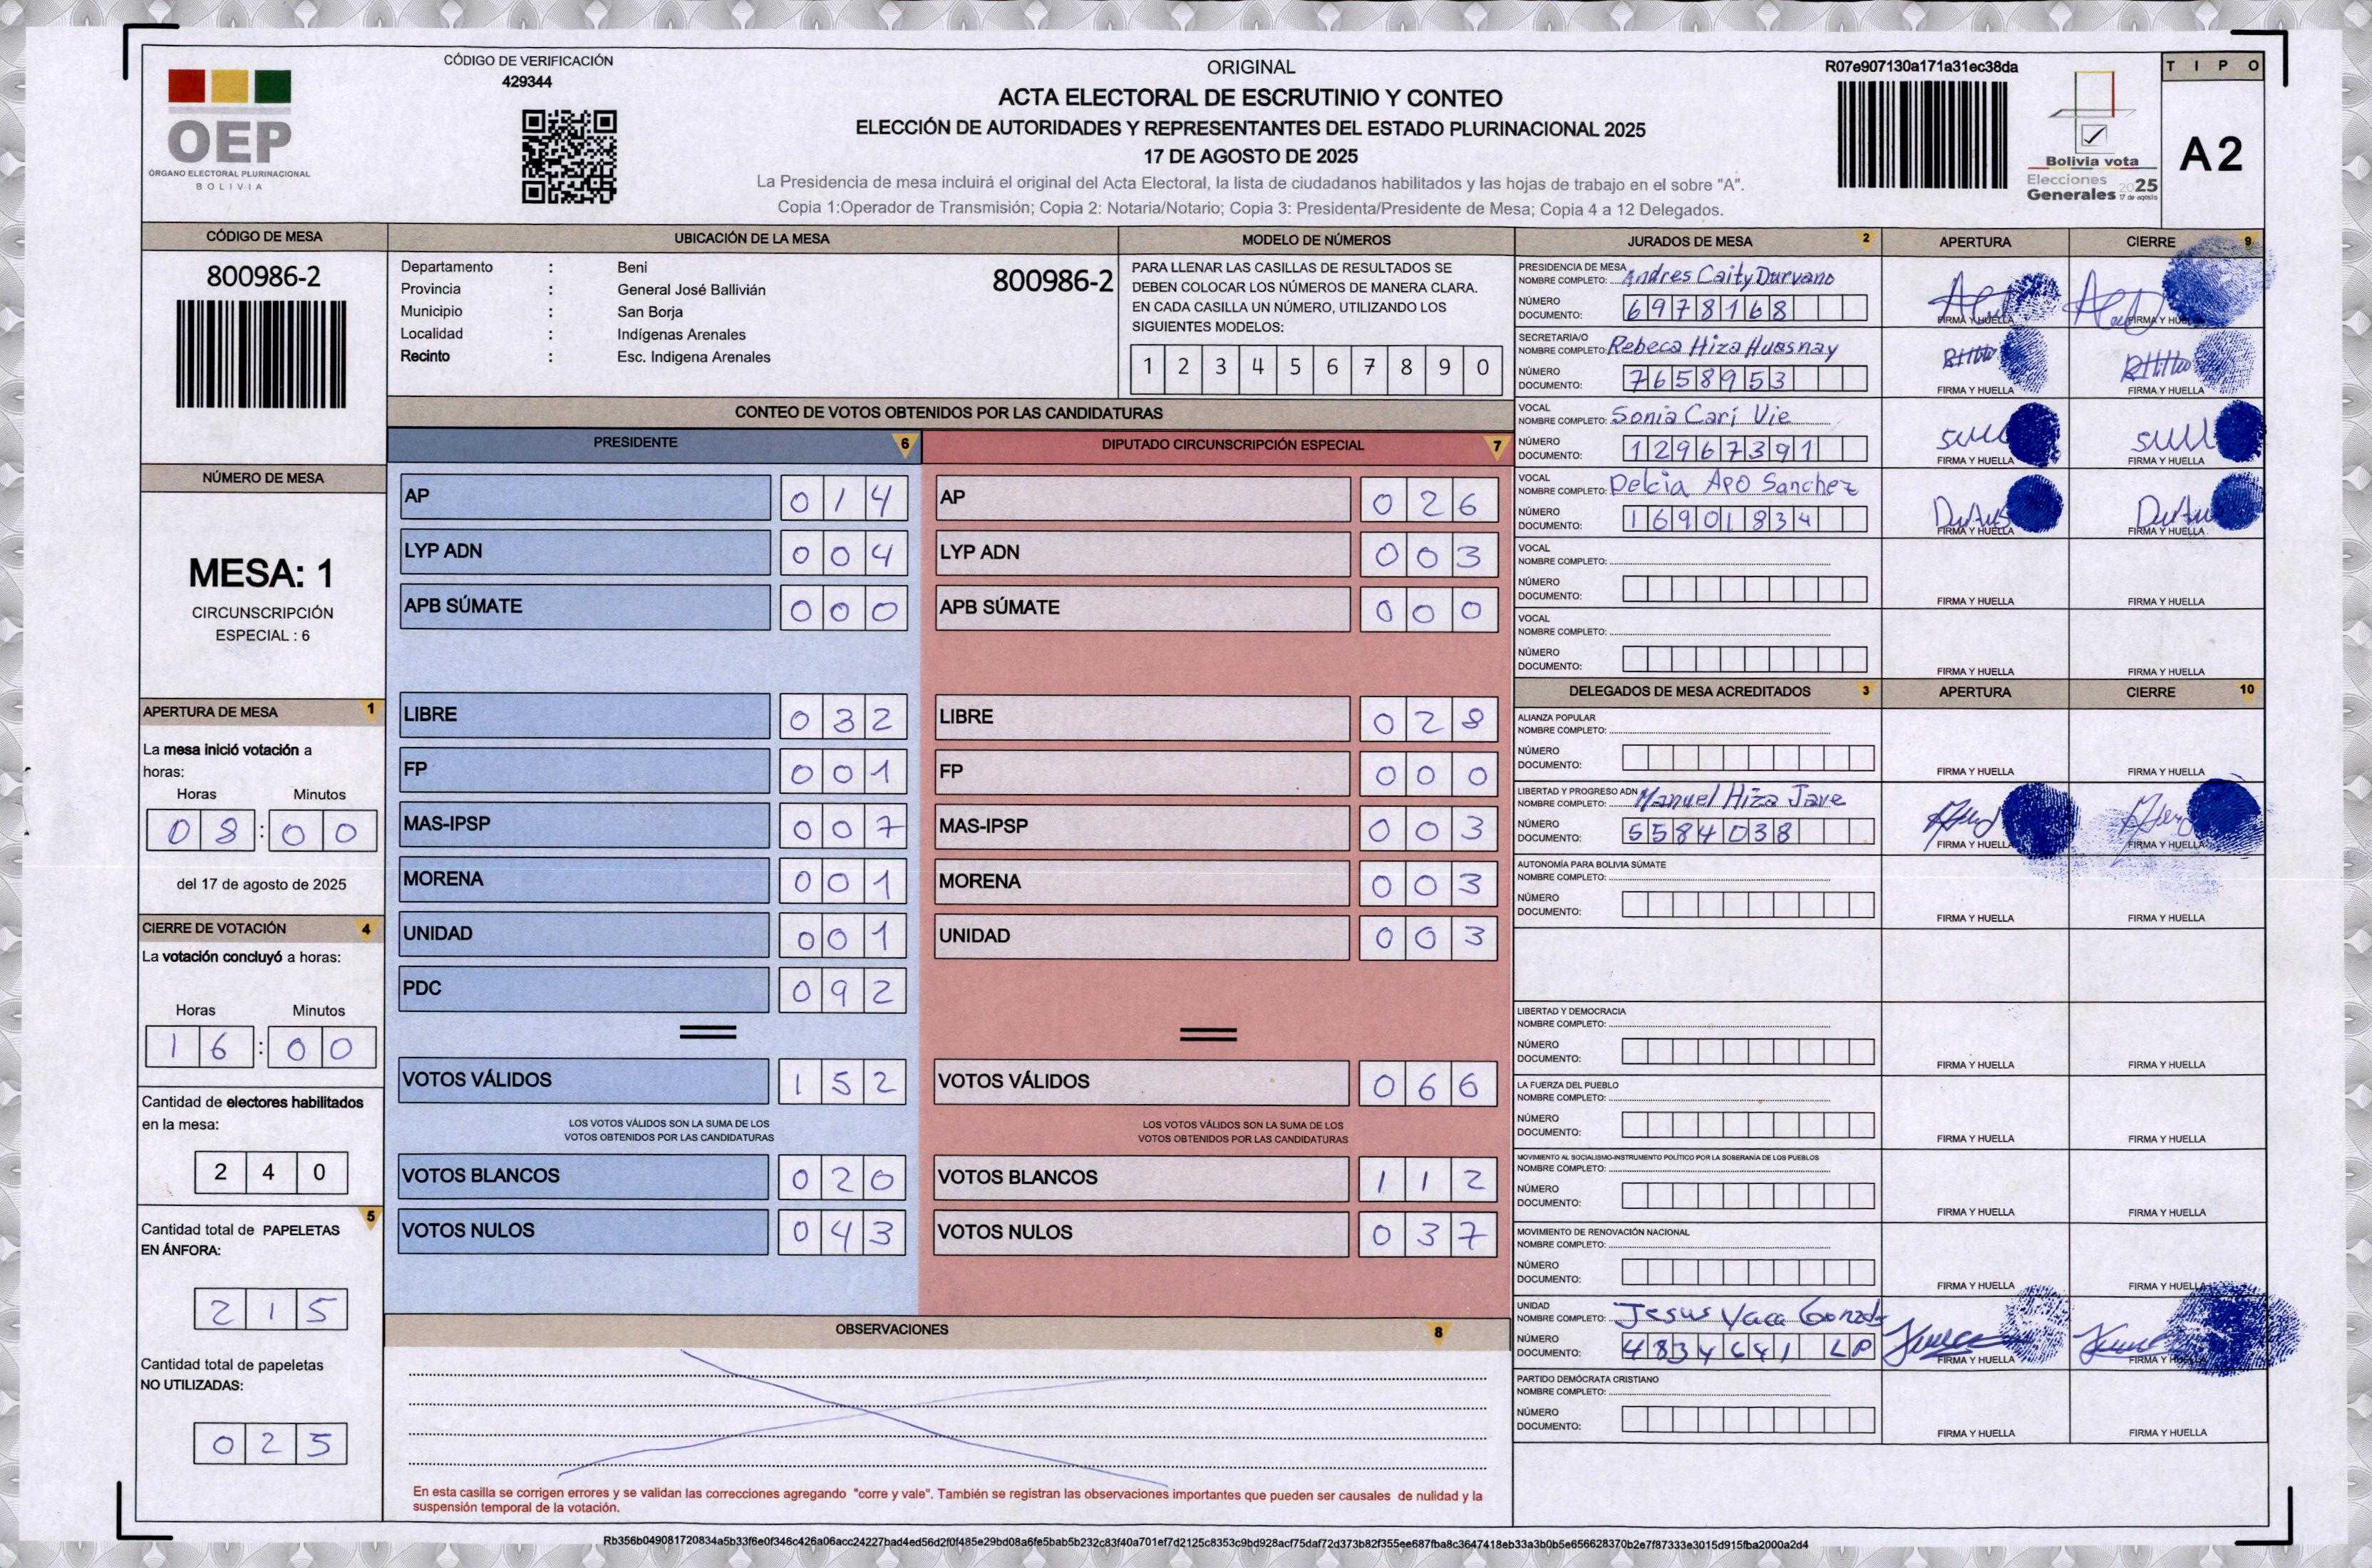 CÓDIGO DE VERIFICACIÓN
429344
OEP
ÓRGANO ELECTORAL PLURINACIONAL
BOLIVIA
ORIGINAL
ACTA ELECTORAL DE ESCRUTINIO Y CONTEO
ELECCIÓN DE AUTORIDADES Y REPRESENTANTES DEL ESTADO PLURINACIONAL 2025
17 DE AGOSTO DE 2025
La Presidencia de mesa incluirá el original del Acta Electoral, la lista de ciudadanos habilitados y las hojas de trabajo en el sobre "A".
Copia 1:Operador de Transmisión; Copia 2: Notaria/Notario; Copia 3: Presidenta/Presidente de Mesa; Copia 4 a 12 Delegados.
R07e907130a171a31ec38da
Bolivia vota
Elecciones
Generales 2025
17 de agosto
TIPO
A2
CÓDIGO DE MESA
800986-2
NÚMERO DE MESA
MESA: 1
CIRCUNSCRIPCIÓN
ESPECIAL : 6
APERTURA DE MESA 1
La mesa inició votación a
horas:
Horas Minutos
08:00
del 17 de agosto de 2025
CIERRE DE VOTACIÓN 4
La votación concluyó a horas:
Horas Minutos
16:00
Cantidad de electores habilitados
en la mesa:
240
5
Cantidad total de PAPELETAS
EN ÁNFORA:
215
Cantidad total de papeletas
NO UTILIZADAS:
025
UBICACIÓN DE LA MESA
Departamento : Beni
800986-2
Provincia : General José Ballivián
Municipio : San Borja
Localidad : Indígenas Arenales
Recinto : Esc. Indigena Arenales
MODELO DE NÚMEROS
PARA LLENAR LAS CASILLAS DE RESULTADOS SE
DEBEN COLOCAR LOS NÚMEROS DE MANERA CLARA.
EN CADA CASILLA UN NÚMERO, UTILIZANDO LOS
SIGUIENTES MODELOS:
1 2 3 4 5 6 7 8 9 0
CONTEO DE VOTOS OBTENIDOS POR LAS CANDIDATURAS
PRESIDENTE 6
AP 014
LYP ADN 004
APB SÚMATE 000
LIBRE 032
FP 001
MAS-IPSP 007
MORENA 001
UNIDAD 001
PDC 092
VOTOS VÁLIDOS 152
LOS VOTOS VÁLIDOS SON LA SUMA DE LOS
VOTOS OBTENIDOS POR LAS CANDIDATURAS
VOTOS BLANCOS 020
VOTOS NULOS 043
DIPUTADO CIRCUNSCRIPCIÓN ESPECIAL 7
AP 026
LYP ADN 003
APB SÚMATE 000
LIBRE 028
FP 000
MAS-IPSP 003
MORENA 003
UNIDAD 003
VOTOS VÁLIDOS 066
LOS VOTOS VÁLIDOS SON LA SUMA DE LOS
VOTOS OBTENIDOS POR LAS CANDIDATURAS
VOTOS BLANCOS 112
VOTOS NULOS 037
OBSERVACIONES 8
En esta casilla se corrigen errores y se validan las correcciones agregando "corre y vale". También se registran las observaciones importantes que pueden ser causales de nulidad y la
suspensión temporal de la votación.
JURADOS DE MESA 2 APERTURA CIERRE 9
PRESIDENCIA DE MESA
NOMBRE COMPLETO: Andres Caity Durvano
NÚMERO
DOCUMENTO: 6978168
FIRMA Y HUELLA FIRMA Y HUELLA
SECRETARIA/O
NOMBRE COMPLETO: Rebeca Hiza Huasnay
NÚMERO
DOCUMENTO: 7658953
FIRMA Y HUELLA FIRMA Y HUELLA
VOCAL
NOMBRE COMPLETO: Sonia Cari Vie
NÚMERO
DOCUMENTO: 12967391
FIRMA Y HUELLA FIRMA Y HUELLA
VOCAL
NOMBRE COMPLETO: Delcia Apo Sanchez
NÚMERO
DOCUMENTO: 16901834
FIRMA Y HUELLA FIRMA Y HUELLA
VOCAL
NOMBRE COMPLETO:
NÚMERO
DOCUMENTO:
FIRMA Y HUELLA FIRMA Y HUELLA
VOCAL
NOMBRE COMPLETO:
NÚMERO
DOCUMENTO:
FIRMA Y HUELLA FIRMA Y HUELLA
DELEGADOS DE MESA ACREDITADOS 3 APERTURA CIERRE 10
ALIANZA POPULAR
NOMBRE COMPLETO:
NÚMERO
DOCUMENTO:
FIRMA Y HUELLA FIRMA Y HUELLA
LIBERTAD Y PROGRESO ADN
NOMBRE COMPLETO: Manuel Hiza Jave
NÚMERO
DOCUMENTO: 5584038
FIRMA Y HUELLA FIRMA Y HUELLA
AUTONOMÍA PARA BOLIVIA SÚMATE
NOMBRE COMPLETO:
NÚMERO
DOCUMENTO:
FIRMA Y HUELLA FIRMA Y HUELLA
LIBERTAD Y DEMOCRACIA
NOMBRE COMPLETO:
NÚMERO
DOCUMENTO:
FIRMA Y HUELLA FIRMA Y HUELLA
LA FUERZA DEL PUEBLO
NOMBRE COMPLETO:
NÚMERO
DOCUMENTO:
FIRMA Y HUELLA FIRMA Y HUELLA
MOVIMIENTO AL SOCIALISMO-INSTRUMENTO POLÍTICO POR LA SOBERANÍA DE LOS PUEBLOS
NOMBRE COMPLETO:
NÚMERO
DOCUMENTO:
FIRMA Y HUELLA FIRMA Y HUELLA
MOVIMIENTO DE RENOVACIÓN NACIONAL
NOMBRE COMPLETO:
NÚMERO
DOCUMENTO:
FIRMA Y HUELLA FIRMA Y HUELLA
UNIDAD
NOMBRE COMPLETO: Jesus Vaca
NÚMERO
DOCUMENTO: 4834641 LP
FIRMA Y HUELLA FIRMA Y HUELLA
PARTIDO DEMÓCRATA CRISTIANO
NOMBRE COMPLETO:
NÚMERO
DOCUMENTO:
FIRMA Y HUELLA FIRMA Y HUELLA